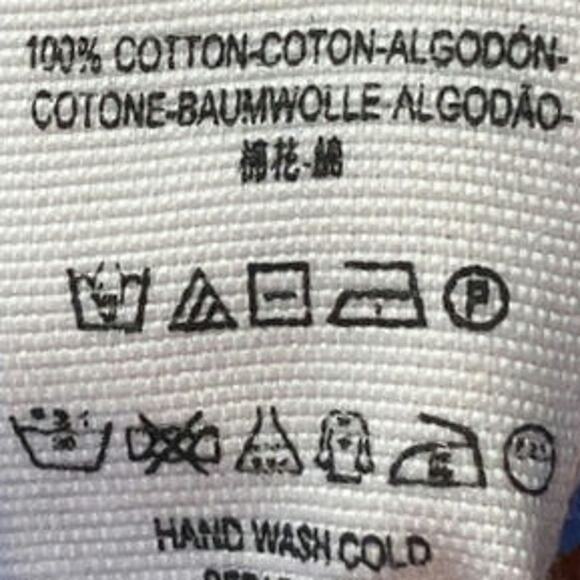 100% COTTON-COTON-ALGODÓN-
COTONE-BAUMWOLLE-ALGODÃO-
棉花-綿
P
HAND WASH COLD